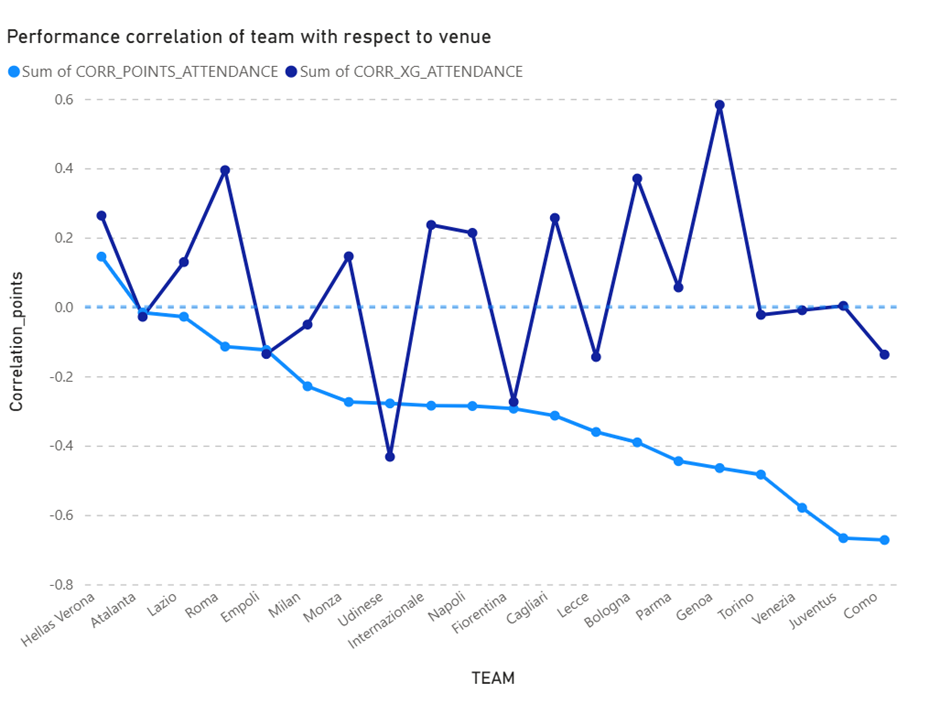 Performance correlation of team with respect to venue
Sum of CORR_POINTS_ATTENDANCE Sum of CORR_XG_ATTENDANCE
0.6
0.4
0.2
0.0
-0.2
-0.4
-0.6
-0.8
Correlation_points
Hellas Verona
Atalanta
Lazio
Roma
Empoli
Milan
Monza
Udinese
Internazionale
Napoli
Fiorentina
Cagliari
Lecce
Bologna
Parma
Genoa
Torino
Venezia
Juventus
Como
TEAM